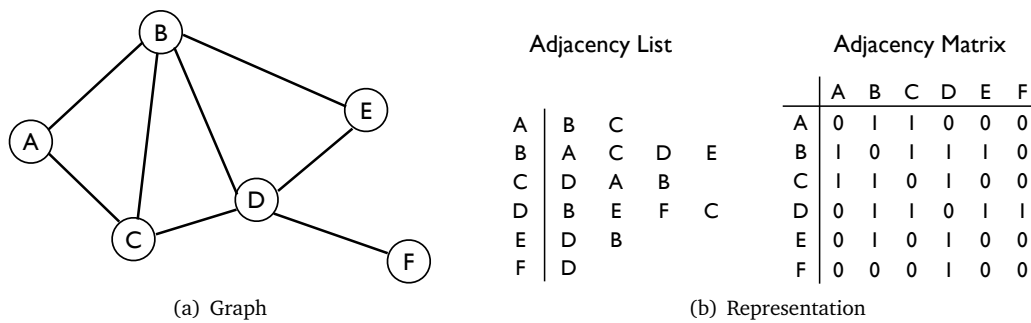 B
E
A
D
C
F
(a) Graph
Adjacency List
A B C
B A C D E
C D A B
D B E F C
E D B
F D
Adjacency Matrix
A B C D E F
A 0 1 1 0 0 0
B 1 0 1 1 1 0
C 1 1 0 1 0 0
D 0 1 1 0 1 1
E 0 1 0 1 0 0
F 0 0 0 1 0 0
(b) Representation